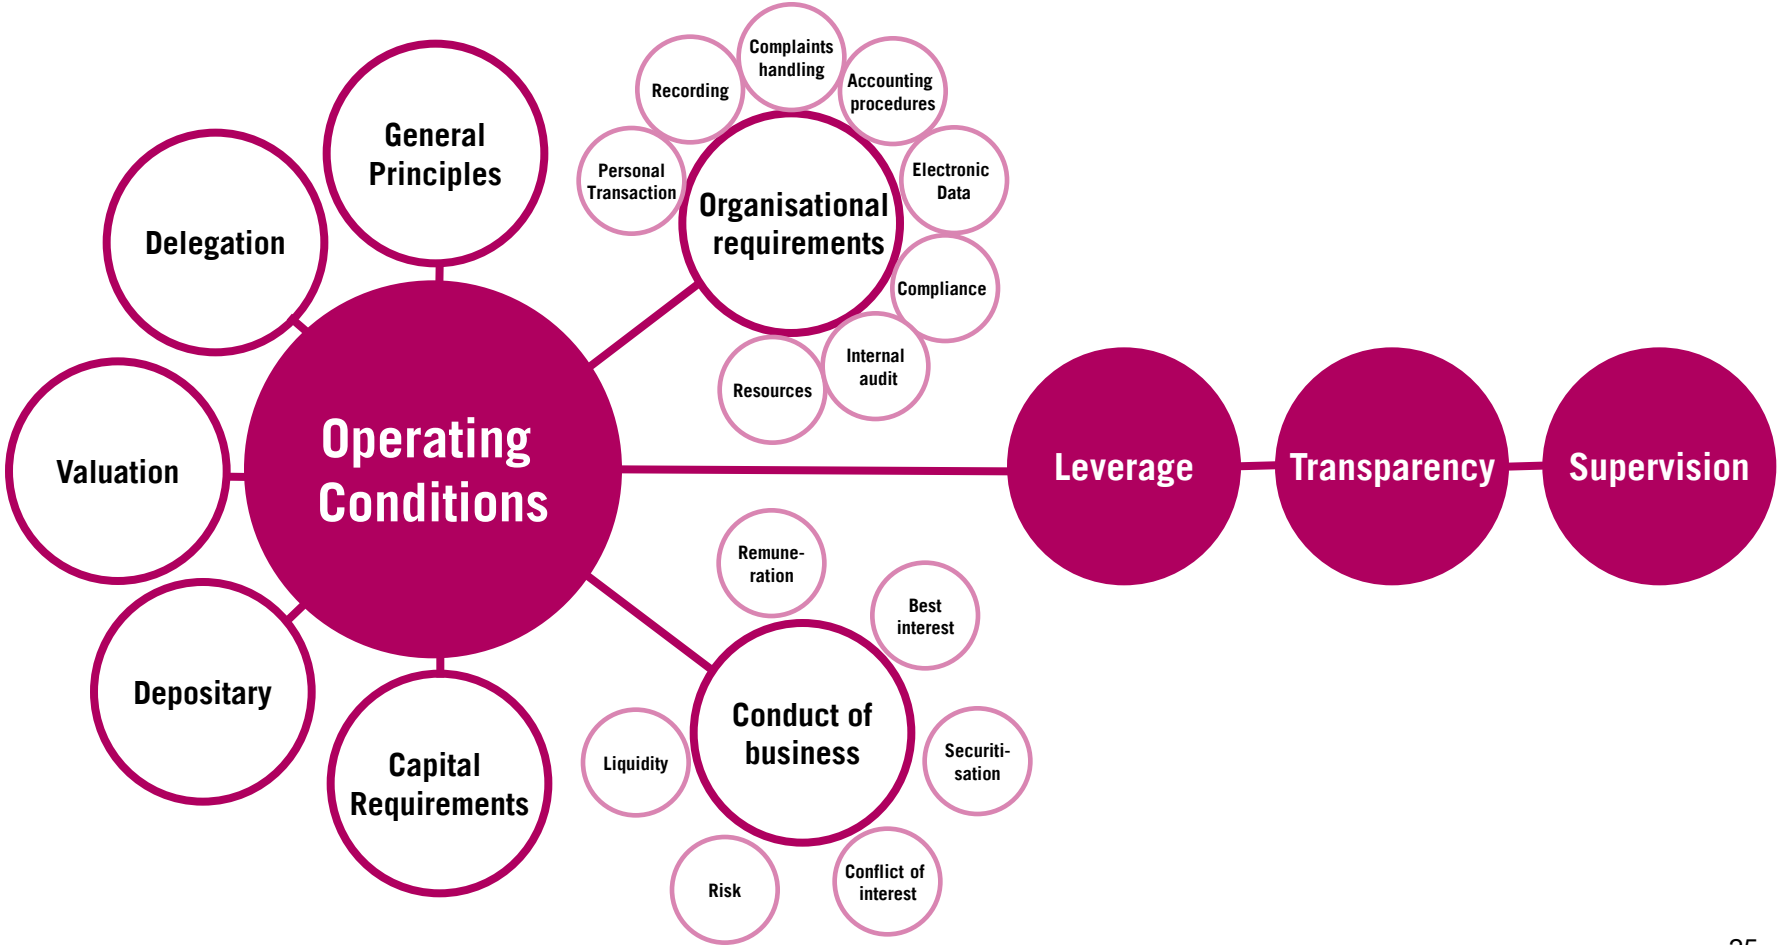 General
Principles
Delegation
Valuation
Depositary
Capital
Requirements
Operating
Conditions
Organisational
requirements
Personal
Transaction
Recording
Complaints
handling
Accounting
procedures
Electronic
Data
Compliance
Internal
audit
Resources
Conduct of
business
Remune-
ration
Best
interest
Securiti-
sation
Conflict of
interest
Risk
Liquidity
Leverage
Transparency
Supervision